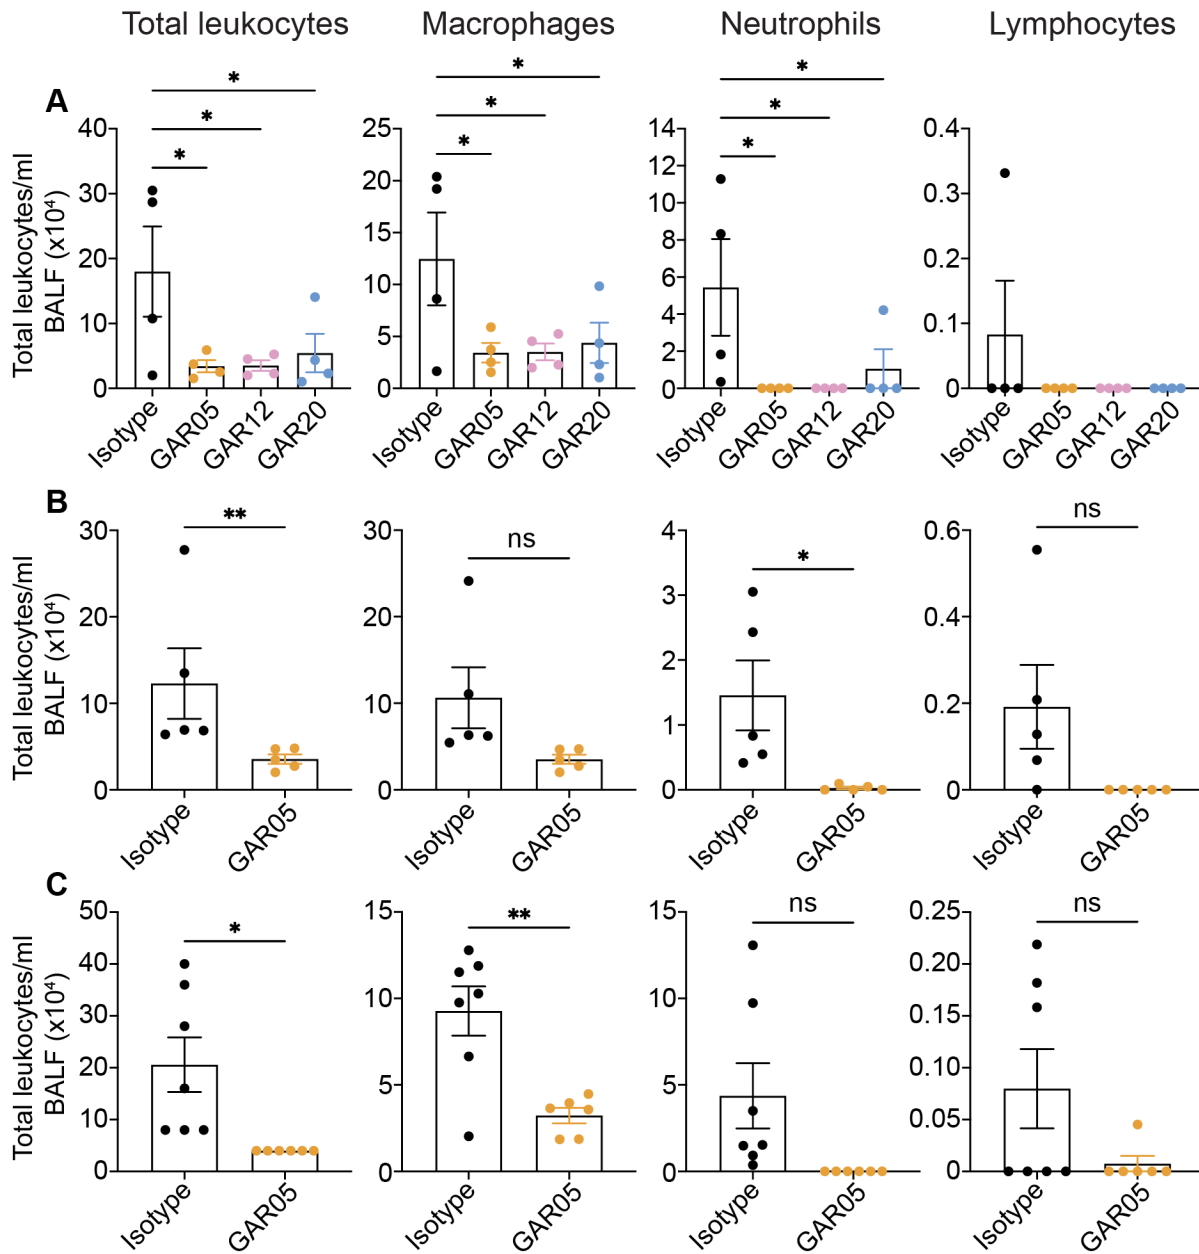 Total leukocytes Macrophages Neutrophils Lymphocytes
A
Total leukocytes/ml
BALF (x10⁴)
* * *
40
30
20
10
0
Isotype GAR05 GAR12 GAR20
* * *
25
20
15
10
5
0
Isotype GAR05 GAR12 GAR20
* * *
14
12
10
8
6
4
2
0
Isotype GAR05 GAR12 GAR20
0.4
0.3
0.2
0.1
0
Isotype GAR05 GAR12 GAR20
B
Total leukocytes/ml
BALF (x10⁴)
**
30
20
10
0
Isotype GAR05
ns
30
20
10
0
Isotype GAR05
*
4
3
2
1
0
Isotype GAR05
ns
0.6
0.4
0.2
0
Isotype GAR05
C
Total leukocytes/ml
BALF (x10⁴)
*
50
40
30
20
10
0
Isotype GAR05
**
15
10
5
0
Isotype GAR05
ns
15
10
5
0
Isotype GAR05
ns
0.25
0.20
0.15
0.10
0.05
0
Isotype GAR05